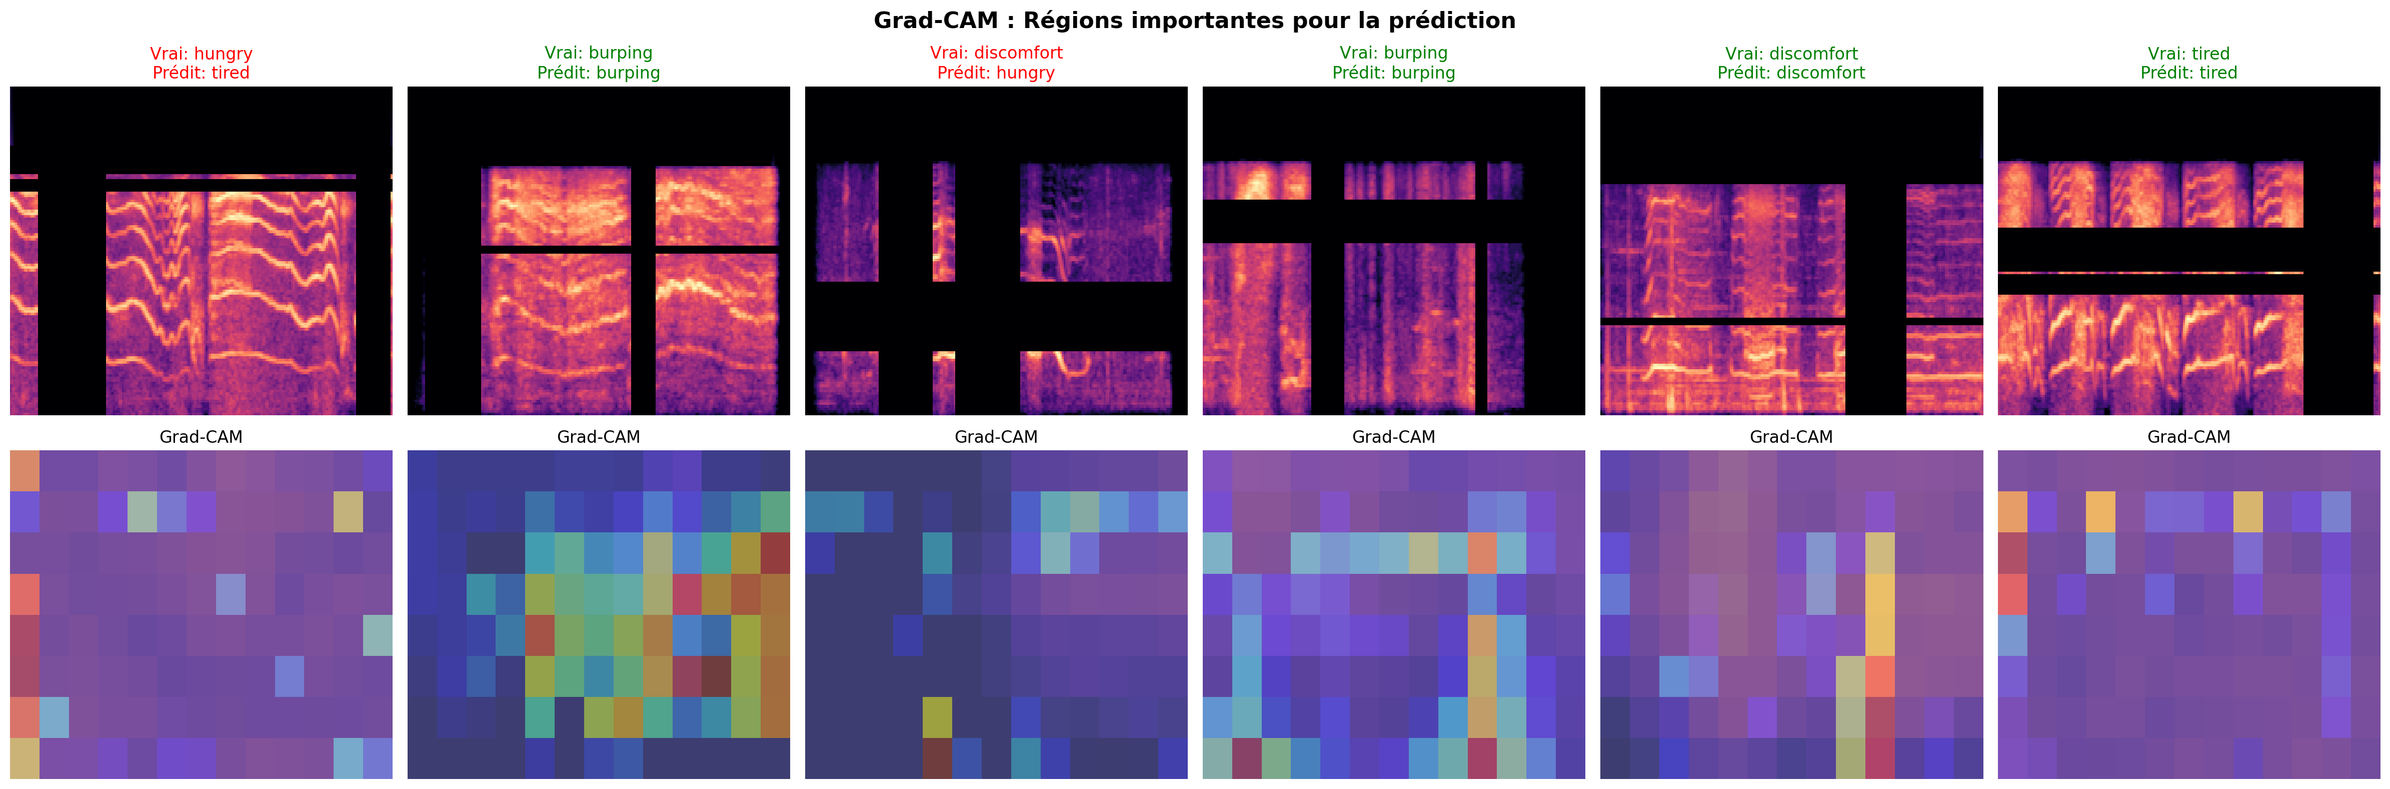 Grad-CAM : Régions importantes pour la prédiction
Vrai: hungry
Prédit: tired
Vrai: burping
Prédit: burping
Vrai: discomfort
Prédit: hungry
Vrai: burping
Prédit: burping
Vrai: discomfort
Prédit: discomfort
Vrai: tired
Prédit: tired
Grad-CAM
Grad-CAM
Grad-CAM
Grad-CAM
Grad-CAM
Grad-CAM